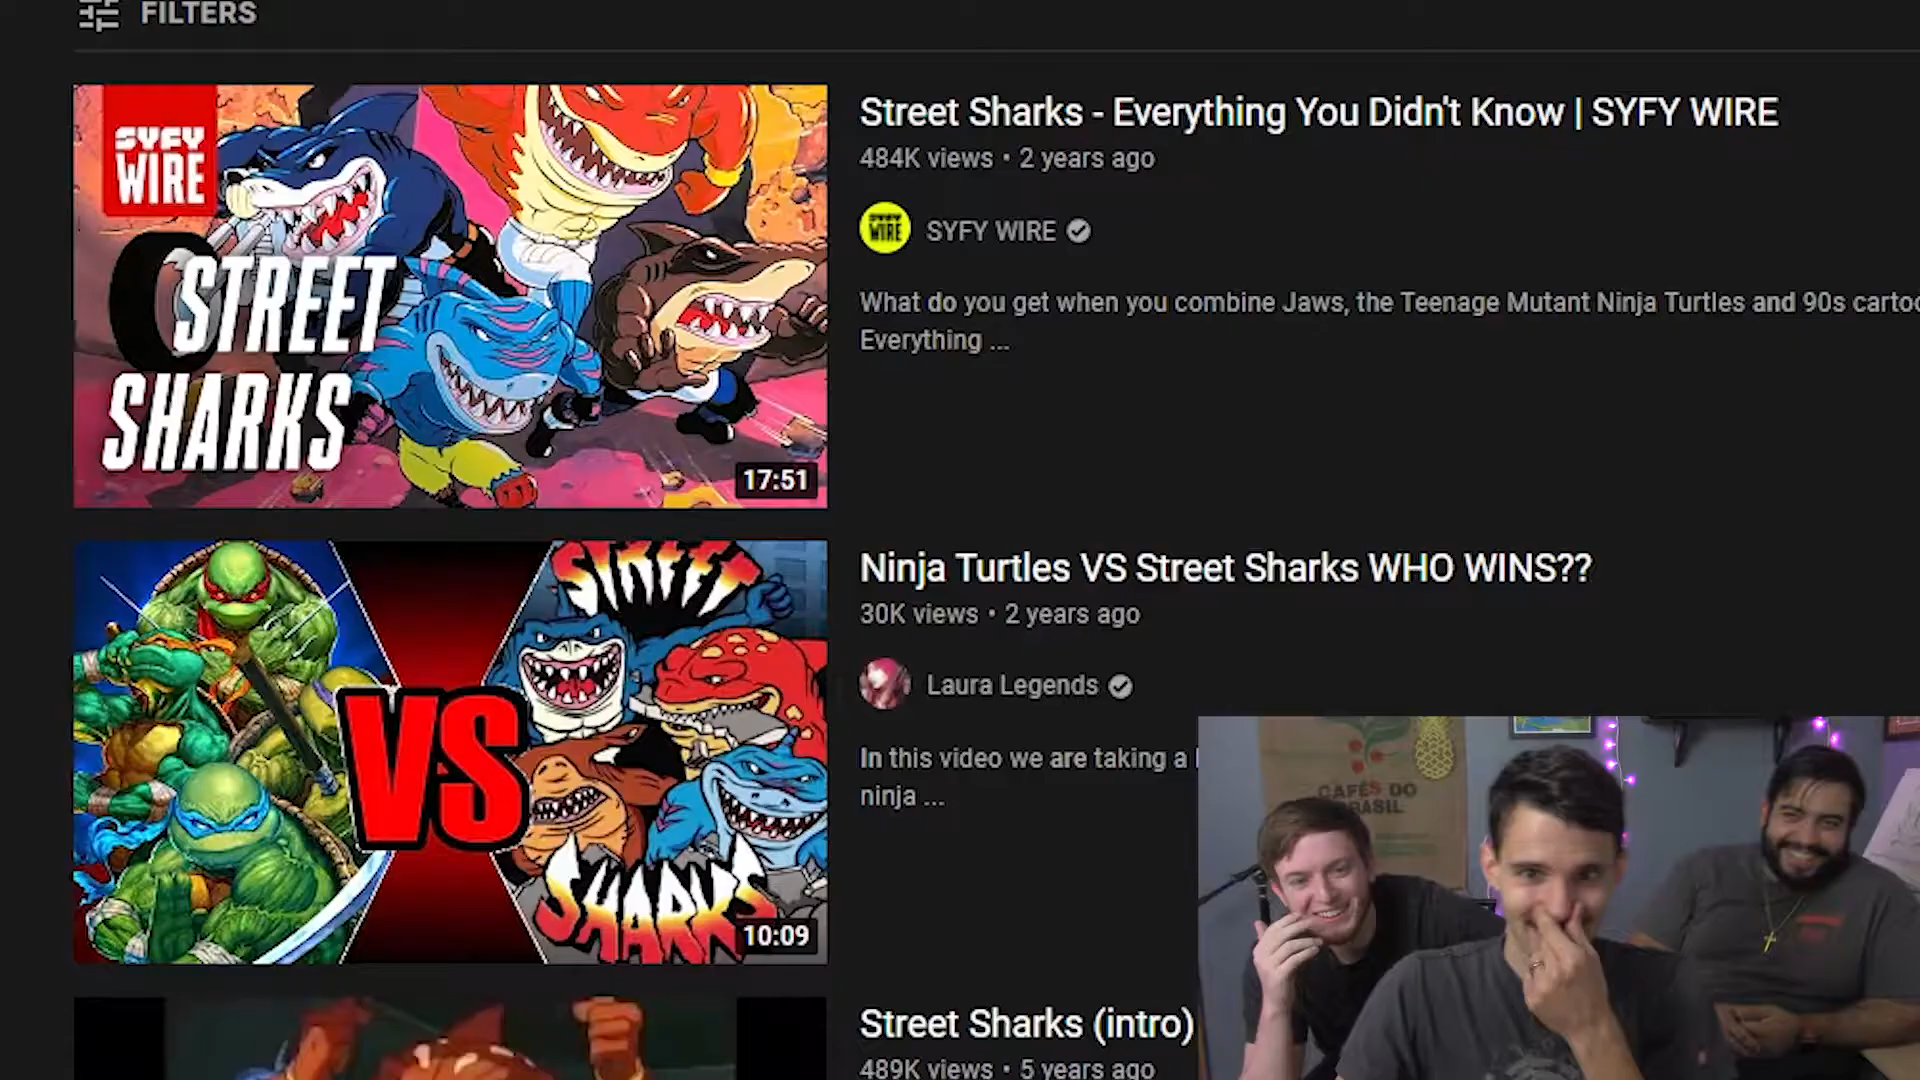 FILTERS
SYFY
WIRE
STREET
SHARKS
17:51
Street Sharks - Everything You Didn't Know | SYFY WIRE
484K views • 2 years ago
WIRE
SYFY WIRE
What do you get when you combine Jaws, the Teenage Mutant Ninja Turtles and 90s cartoo
Everything ...
STREET
VS
SHARKS
10:09
Ninja Turtles VS Street Sharks WHO WINS??
30K views • 2 years ago
Laura Legends
In this video we are taking a
ninja ...
CAFÉS DO
BRASIL
Street Sharks (intro)
489K views • 5 years ago